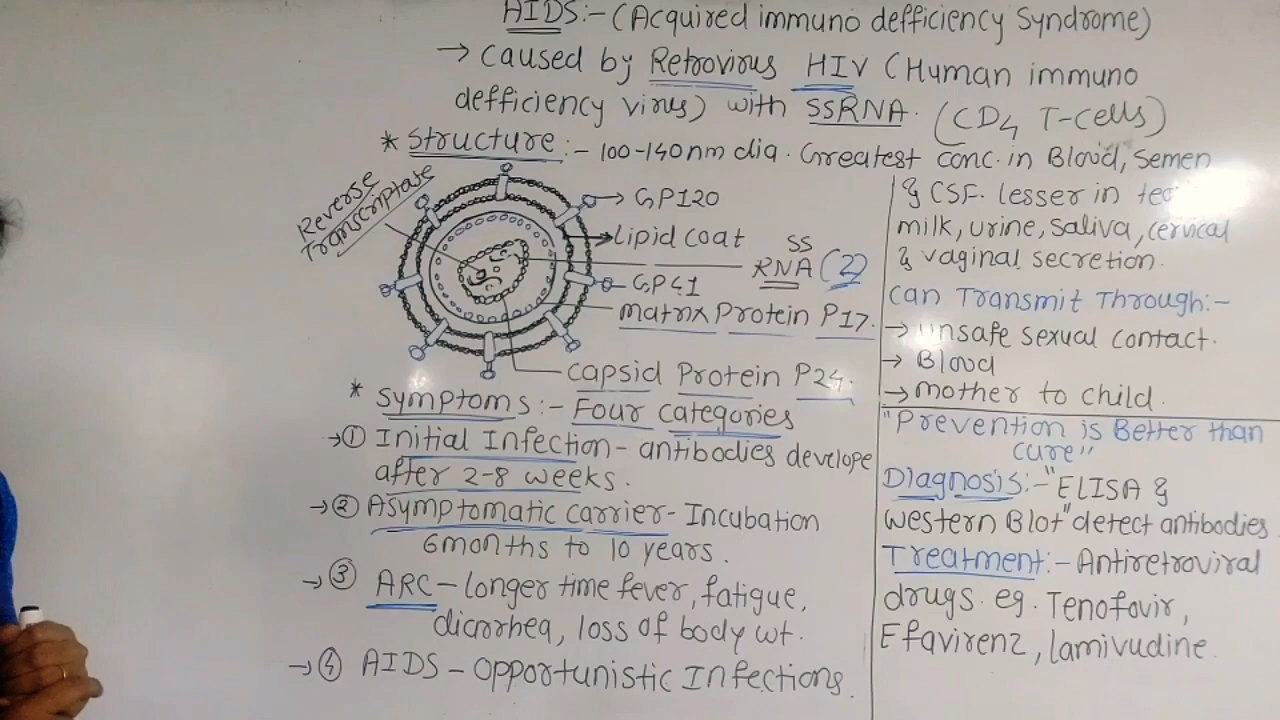 AIDS:- (Acquired immuno defficiency Syndrome)
→ caused by Retrovirus HIV (Human immuno
defficiency virus) with SSRNA. (CD4 T-cells)
* Structure:- 100-140nm dia. Greatest conc. in Blood, Semen
& CSF. lesser in
milk, urine, saliva, cervical
& vaginal secretion.
Reverse
Transcriptase
→ GP120
→ Lipid coat
SS
RNA (2)
GP41
matrix Protein P17.
capsid Protein P24.
can Transmit Through:-
→ unsafe sexual contact.
→ Blood
→ mother to child.
* Symptoms:- Four categories
→① Initial Infection- antibodies develope
after 2-8 weeks.
→② Asymptomatic carrier- Incubation
6months to 10 years.
→③ ARC- longer time fever, fatigue,
diarrhea, loss of body wt.
→④ AIDS- Opportunistic Infections.
"Prevention is Better than
cure"
Diagnosis:- "ELISA &
Western Blot" detect antibodies.
Treatment:- Antiretroviral
drugs. eg. Tenofovir,
Efavirenz, lamivudine.